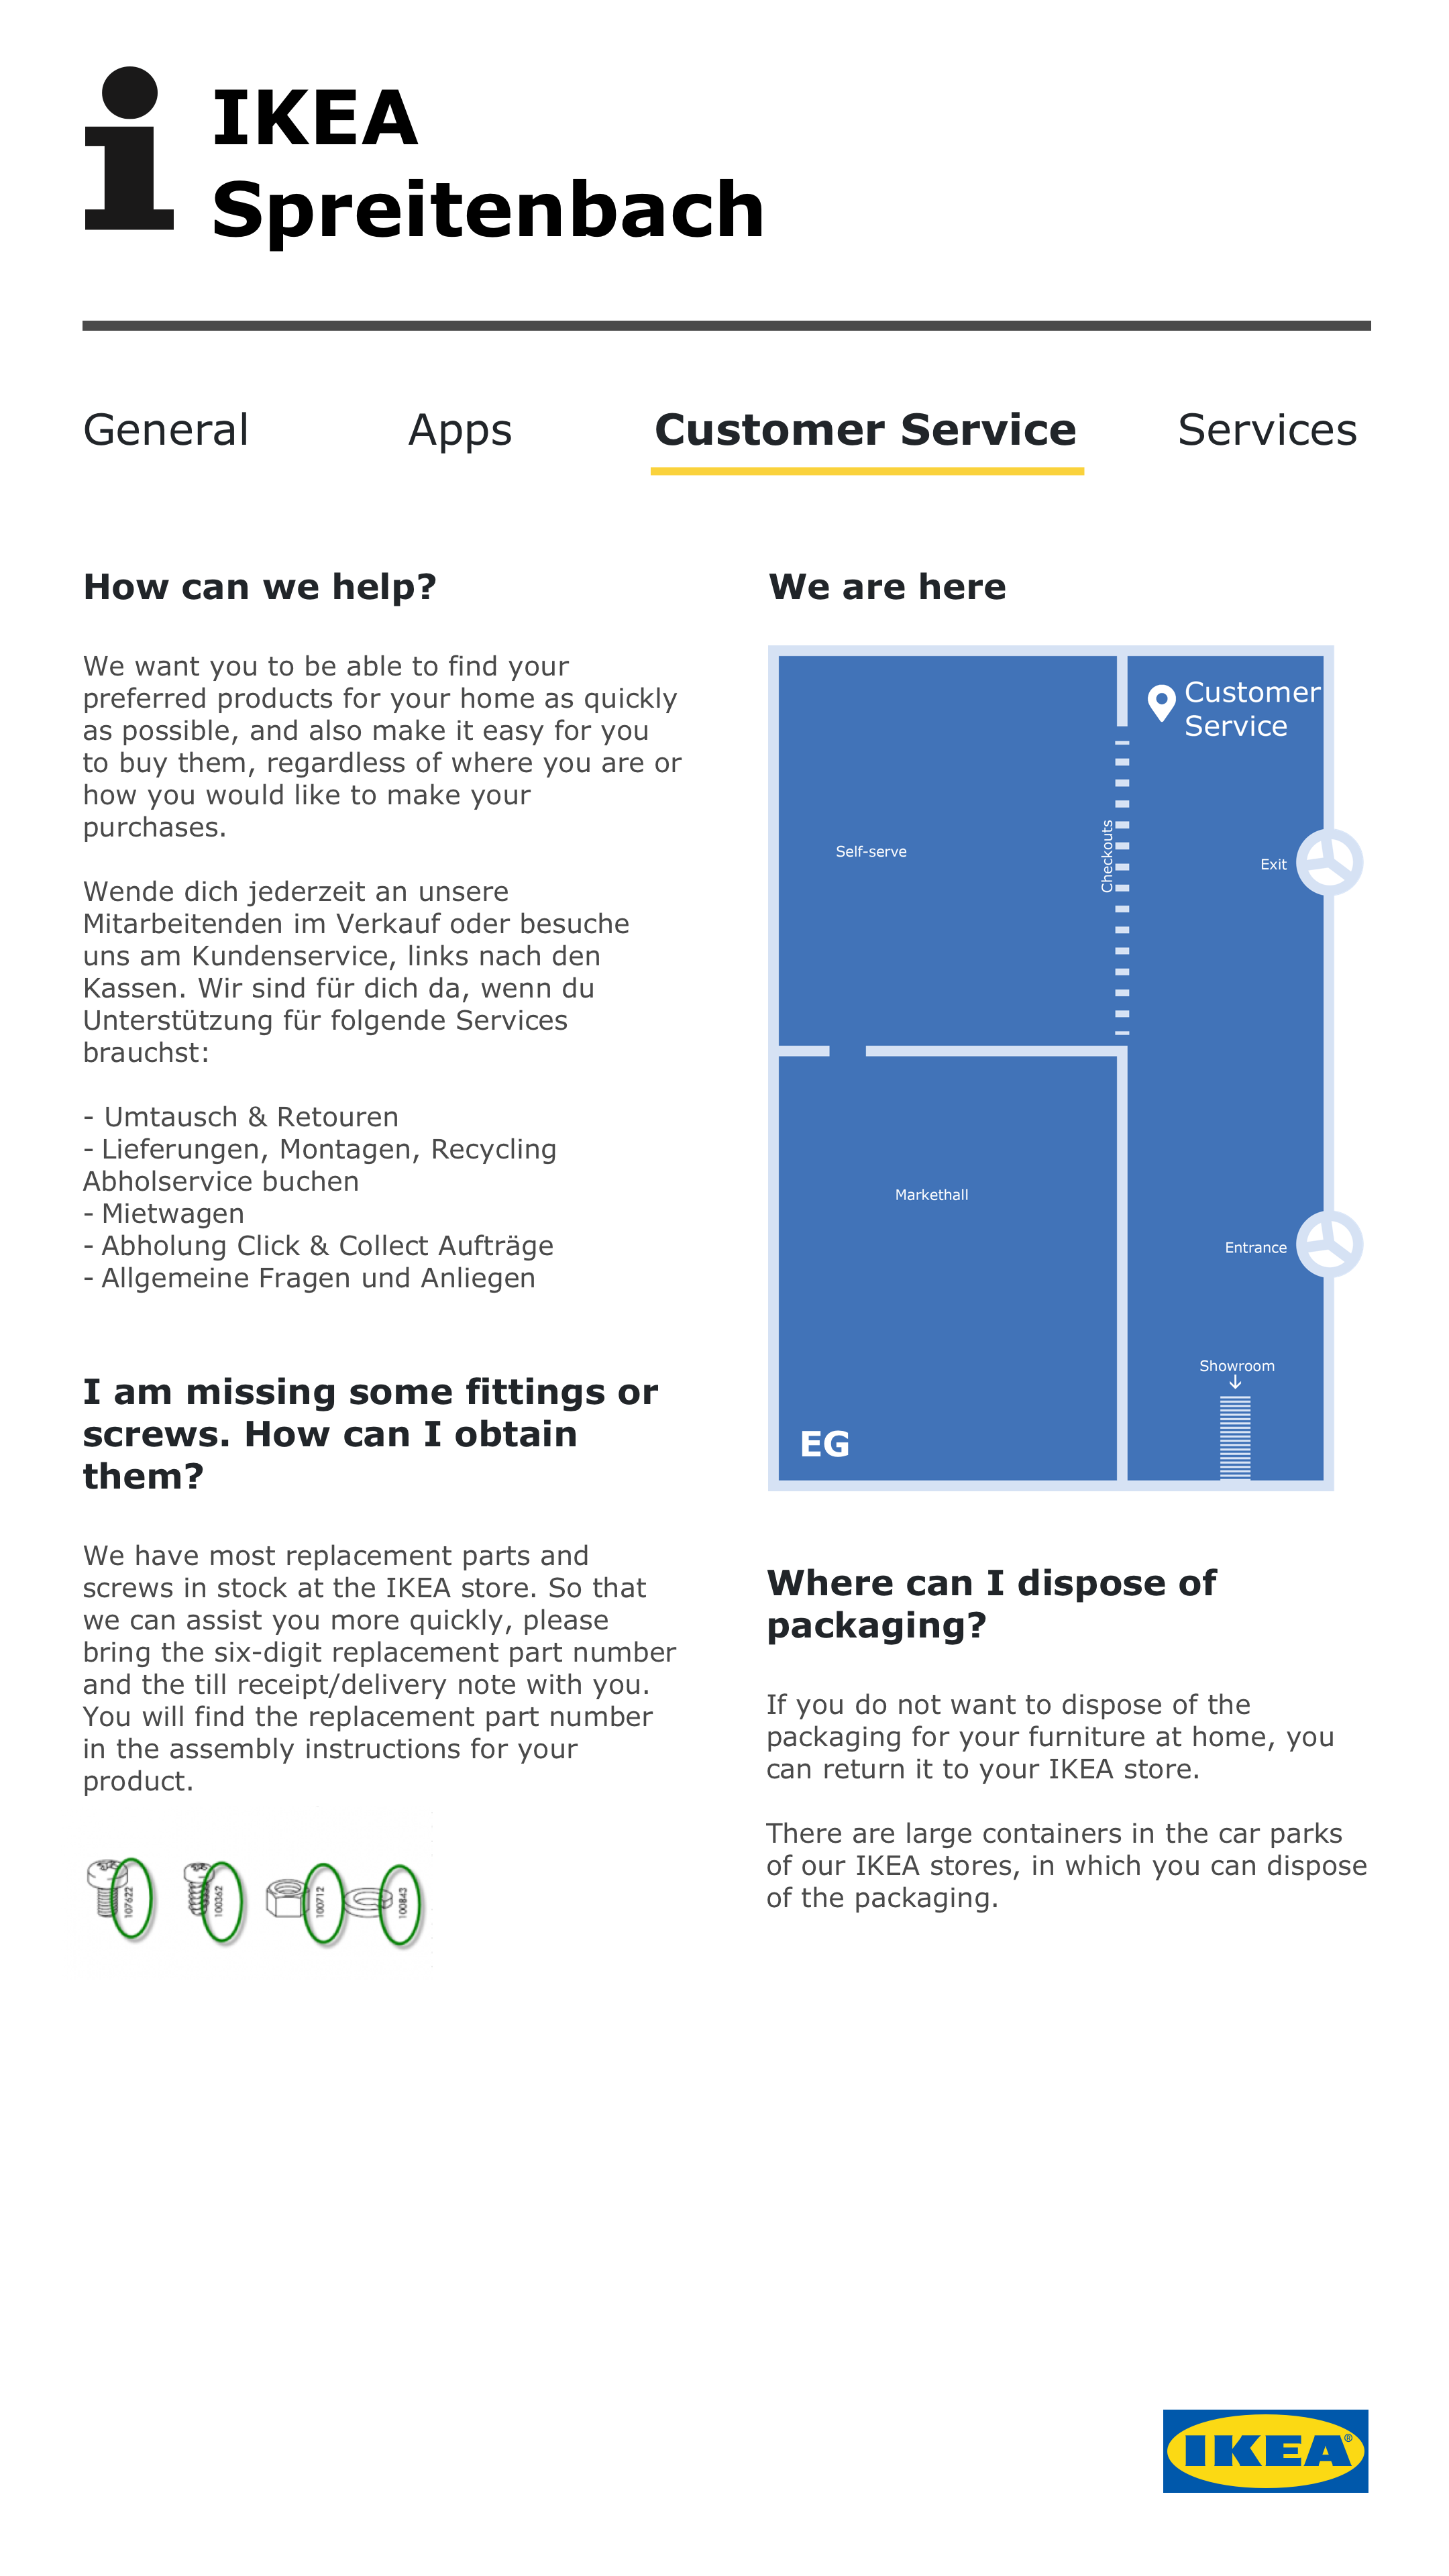 IKEA
Spreitenbach
General
Apps
Customer Service
Services
How can we help?
We want you to be able to find your
preferred products for your home as quickly
as possible, and also make it easy for you
to buy them, regardless of where you are or
how you would like to make your
purchases.
Wende dich jederzeit an unsere
Mitarbeitenden im Verkauf oder besuche
uns am Kundenservice, links nach den
Kassen. Wir sind für dich da, wenn du
Unterstützung für folgende Services
brauchst:
- Umtausch & Retouren
- Lieferungen, Montagen, Recycling
Abholservice buchen
- Mietwagen
- Abholung Click & Collect Aufträge
- Allgemeine Fragen und Anliegen
I am missing some fittings or
screws. How can I obtain
them?
We have most replacement parts and
screws in stock at the IKEA store. So that
we can assist you more quickly, please
bring the six-digit replacement part number
and the till receipt/delivery note with you.
You will find the replacement part number
in the assembly instructions for your
product.
107622
100362
100712
100843
We are here
Customer
Service
Self-serve
Checkouts
Exit
Markethall
Entrance
Showroom
EG
Where can I dispose of
packaging?
If you do not want to dispose of the
packaging for your furniture at home, you
can return it to your IKEA store.
There are large containers in the car parks
of our IKEA stores, in which you can dispose
of the packaging.
IKEA®